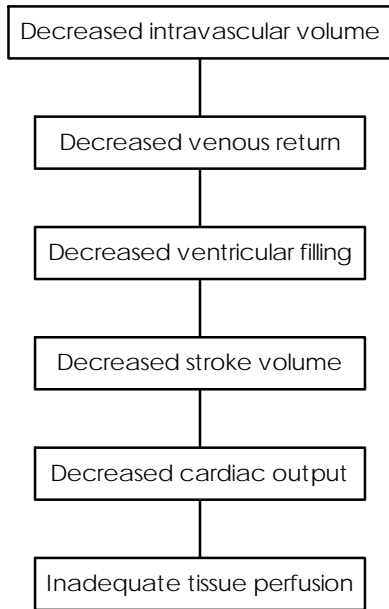 Decreased intravascular volume
Decreased venous return
Decreased ventricular filling
Decreased stroke volume
Decreased cardiac output
Inadequate tissue perfusion